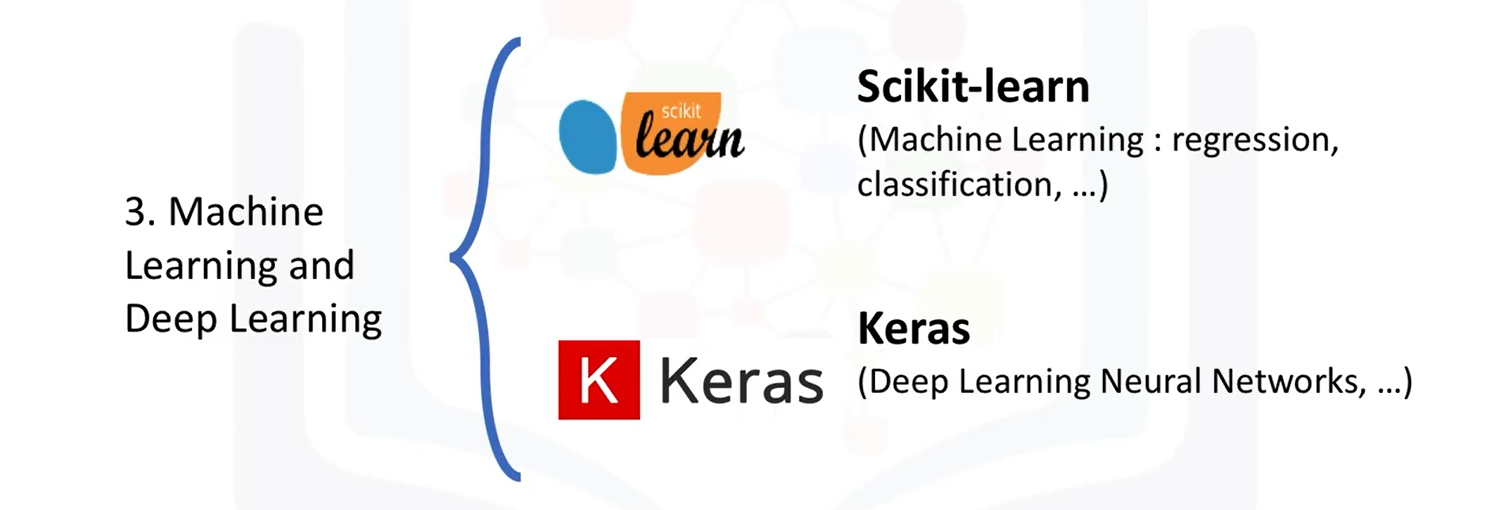 3. Machine
Learning and
Deep Learning
scikit
learn
Scikit-learn
(Machine Learning : regression,
classification, ...)
K Keras
Keras
(Deep Learning Neural Networks, ...)